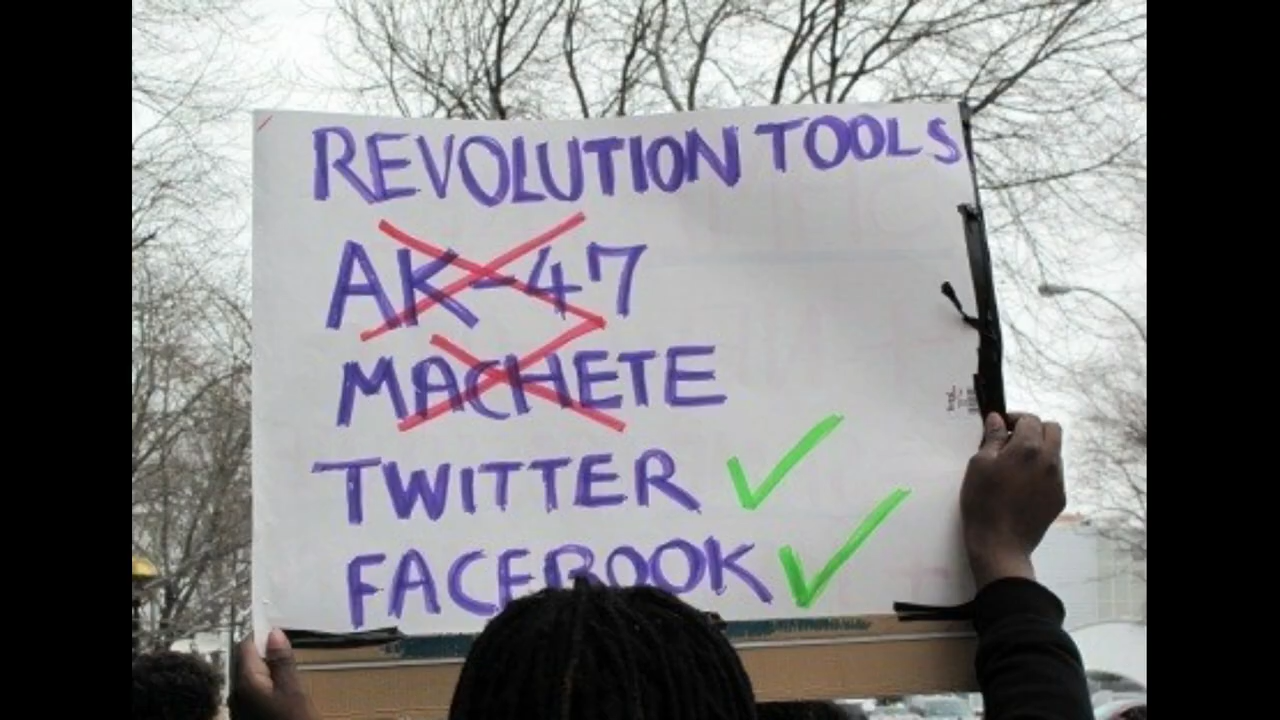 REVOLUTION TOOLS
AK-47
MACHETE
TWITTER
FACEBOOK